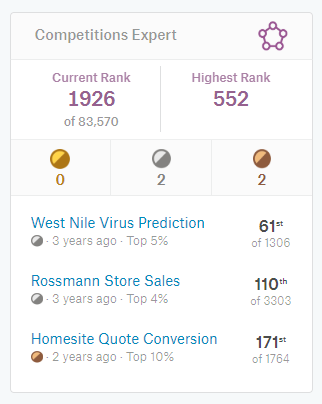 Competitions Expert
Current Rank
1926
of 83,570
Highest Rank
552
0
2
2
West Nile Virus Prediction
· 3 years ago · Top 5%
61st
of 1306
Rossmann Store Sales
· 3 years ago · Top 4%
110th
of 3303
Homesite Quote Conversion
· 2 years ago · Top 10%
171st
of 1764